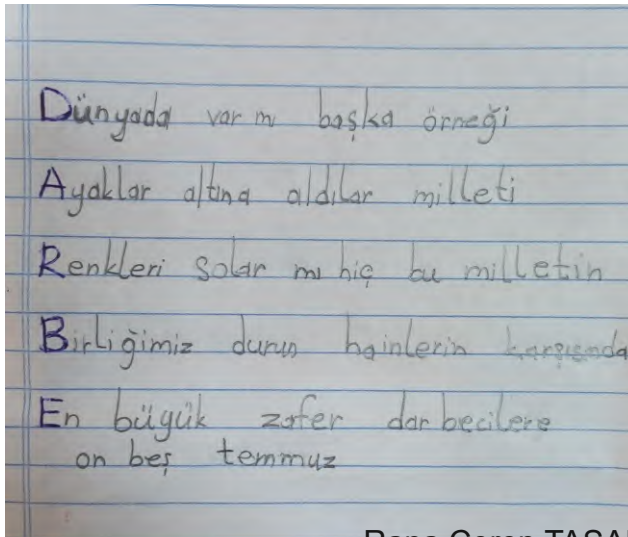 Dünyada var mı başka örneği
Ayaklar altına aldılar milleti
Renkleri solar mı hiç bu milletin
Birliğimiz durur hainlerin karşısında
En büyük zafer darbecilere
on beş temmuz